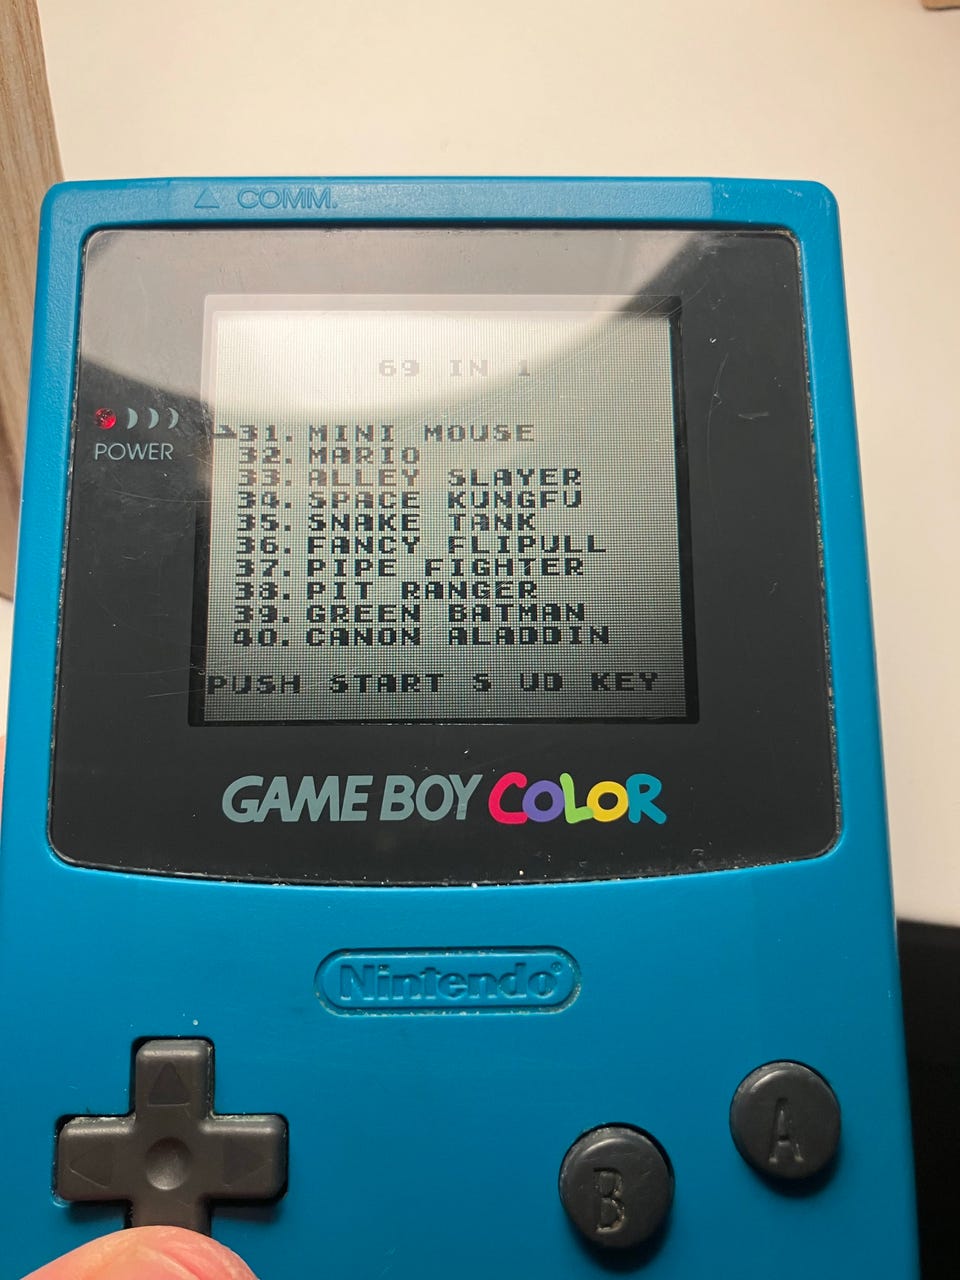 COMM.
69 IN 1
31. MINI MOUSE
32. MARIO
33. ALLEY SLAYER
34. SPACE KUNGFU
35. SNAKE TANK
36. FANCY FLIPULL
37. PIPE FIGHTER
38. PIT RANGER
39. GREEN BATMAN
40. CANON ALADDIN
PUSH START S UD KEY
POWER
GAME BOY COLOR
Nintendo®
A
B